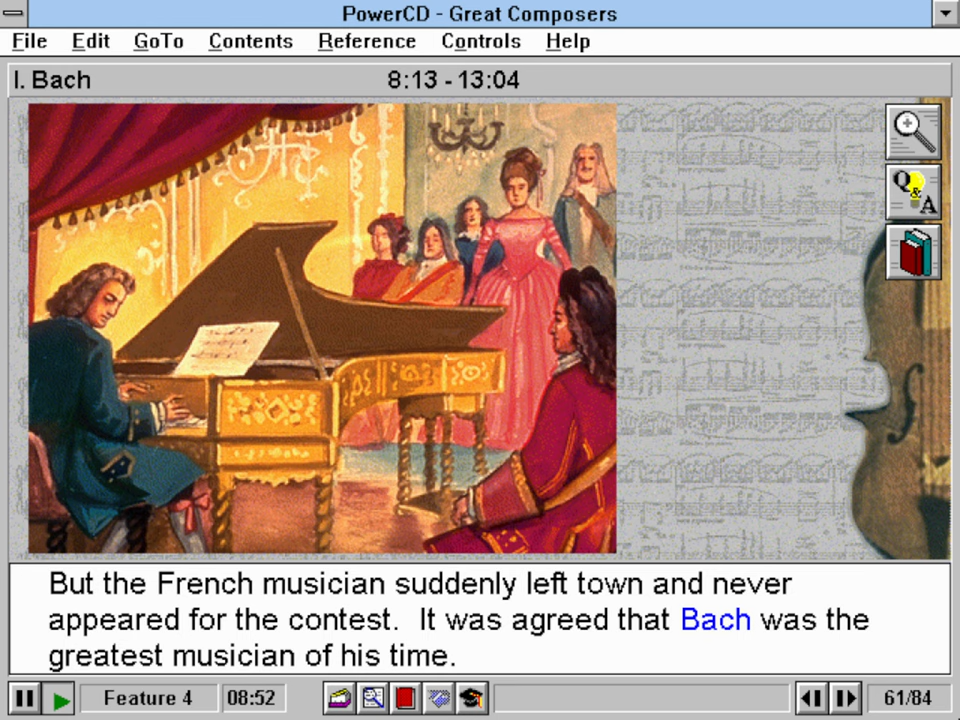 PowerCD - Great Composers
File Edit GoTo Contents Reference Controls Help
I. Bach 8:13 - 13:04
Q & A
But the French musician suddenly left town and never
appeared for the contest. It was agreed that Bach was the
greatest musician of his time.
Feature 4 08:52 61/84